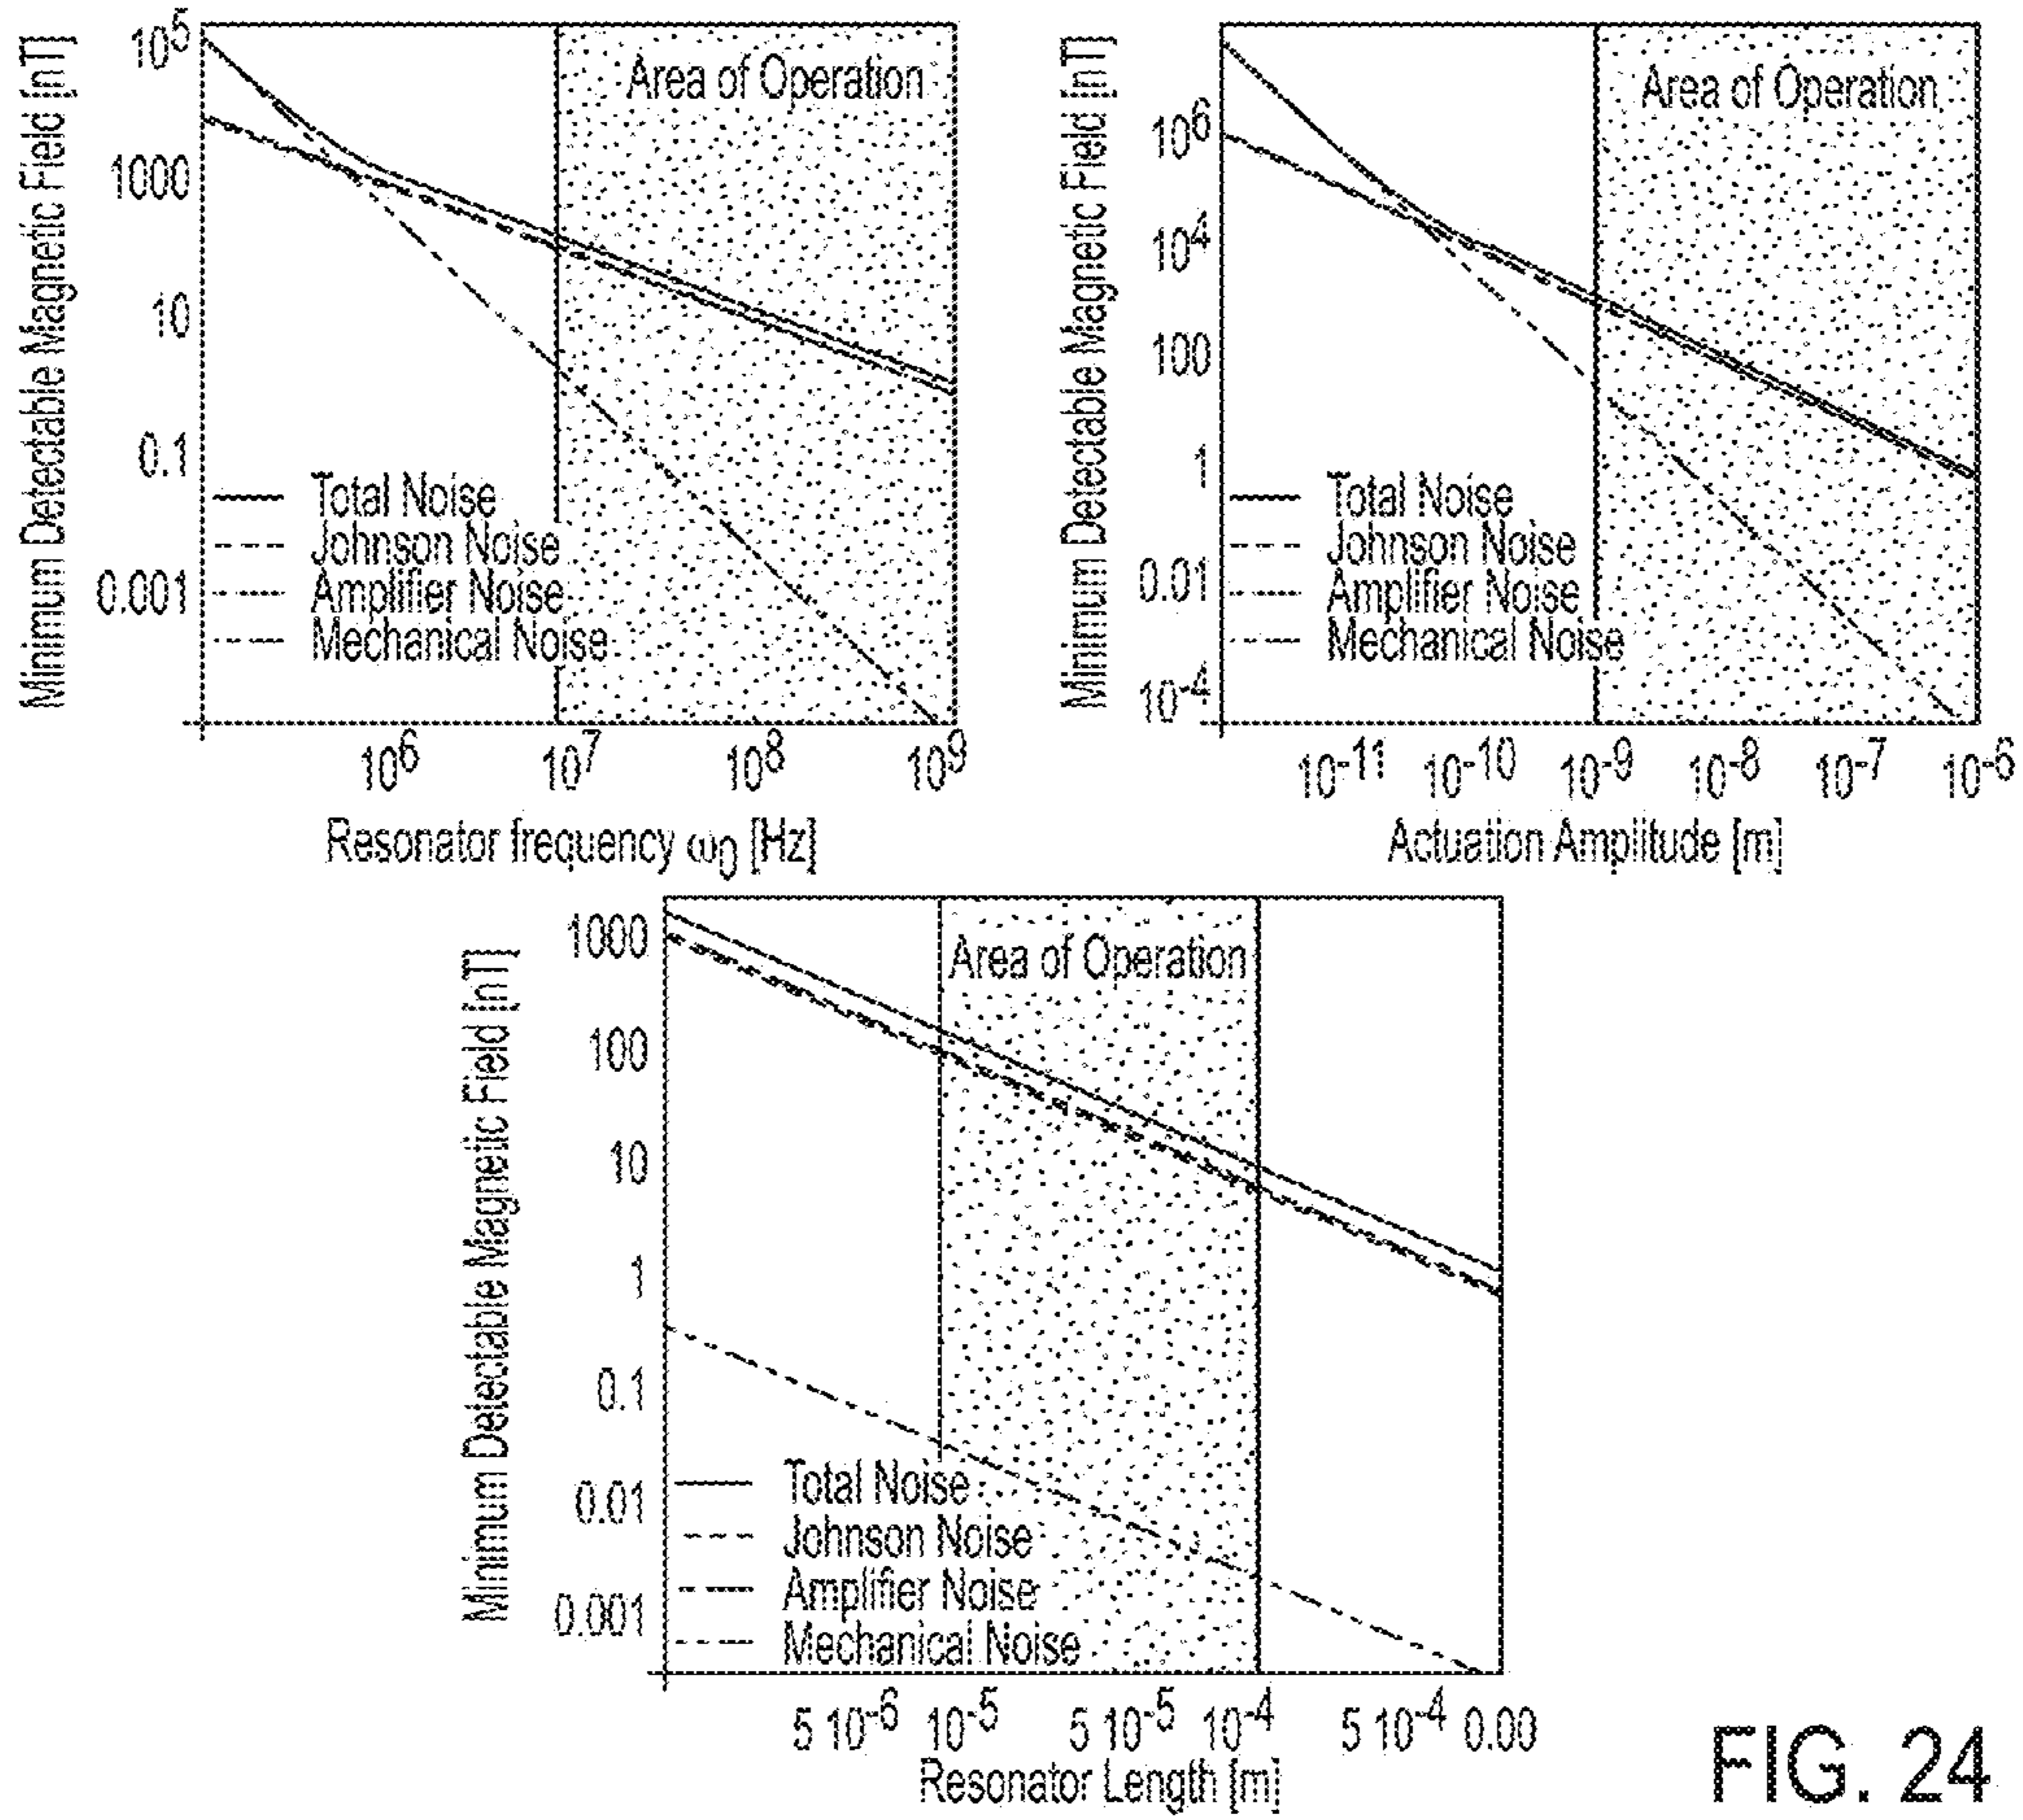 Minimum Detectable Magnetic Field [nT]
10^5
1000
10
0.1
0.001
Area of Operation
Total Noise
Johnson Noise
Amplifier Noise
Mechanical Noise
10^6 10^7 10^8 10^9
Resonator frequency ω0 [Hz]
Minimum Detectable Magnetic Field [nT]
10^6
10^4
100
1
0.01
10^-4
Area of Operation
Total Noise
Johnson Noise
Amplifier Noise
Mechanical Noise
10^-11 10^-10 10^-9 10^-8 10^-7 10^-6
Actuation Amplitude [m]
Minimum Detectable Magnetic Field [nT]
1000
100
10
1
0.1
0.01
0.001
Area of Operation
Total Noise
Johnson Noise
Amplifier Noise
Mechanical Noise
5 10^-6 10^-5 5 10^-5 10^-4 5 10^-4 0.00
Resonator Length [m]
FIG. 24